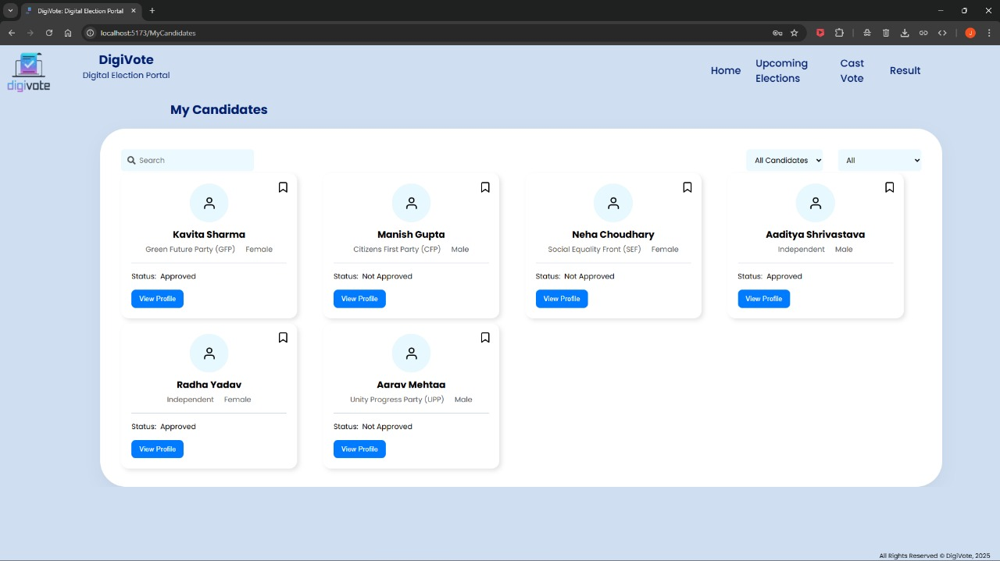 DigiVote: Digital Election Portal
localhost:5173/MyCandidates
J
digivote
DigiVote
Digital Election Portal
Home
Upcoming Elections
Cast Vote
Result
My Candidates
Search
All Candidates
All
Kavita Sharma
Green Future Party (GFP) Female
Status: Approved
View Profile
Manish Gupta
Citizens First Party (CFP) Male
Status: Not Approved
View Profile
Neha Choudhary
Social Equality Front (SEF) Female
Status: Not Approved
View Profile
Aaditya Shrivastava
Independent Male
Status: Approved
View Profile
Radha Yadav
Independent Female
Status: Approved
View Profile
Aarav Mehtaa
Unity Progress Party (UPP) Male
Status: Not Approved
View Profile
All Rights Reserved © DigiVote, 2025